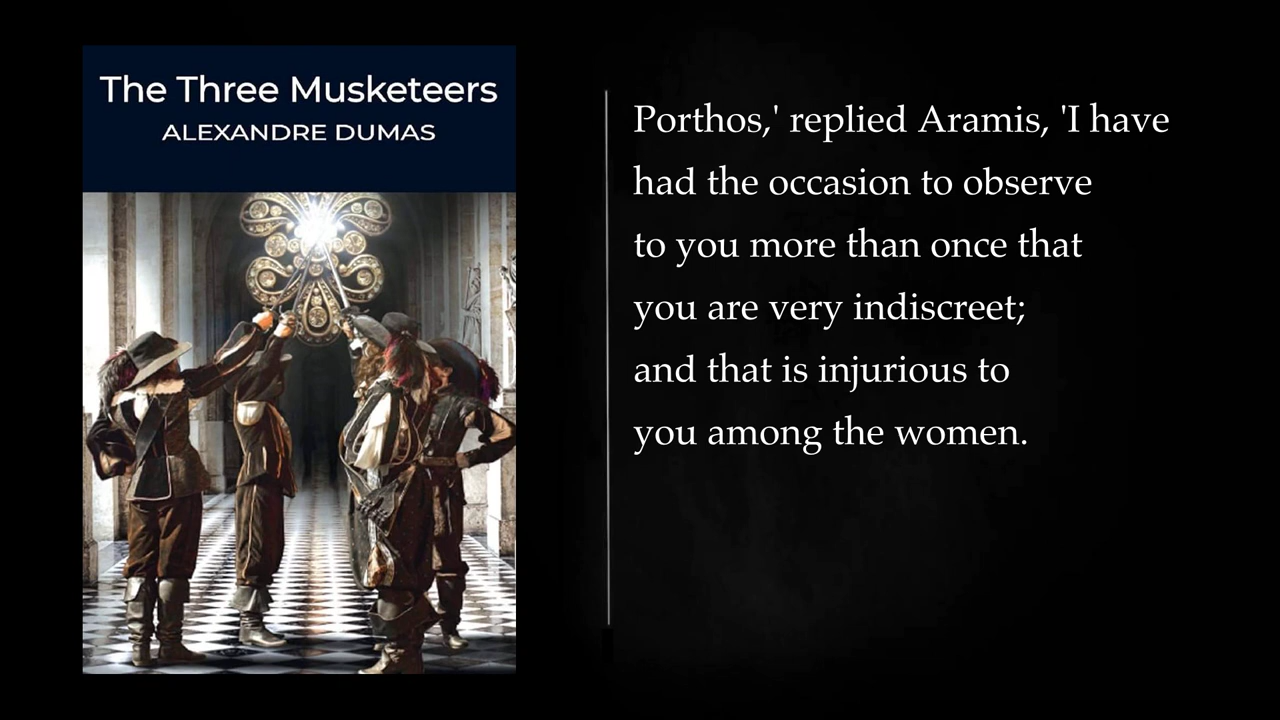 The Three Musketeers
ALEXANDRE DUMAS
Porthos,' replied Aramis, 'I have
had the occasion to observe
to you more than once that
you are very indiscreet;
and that is injurious to
you among the women.